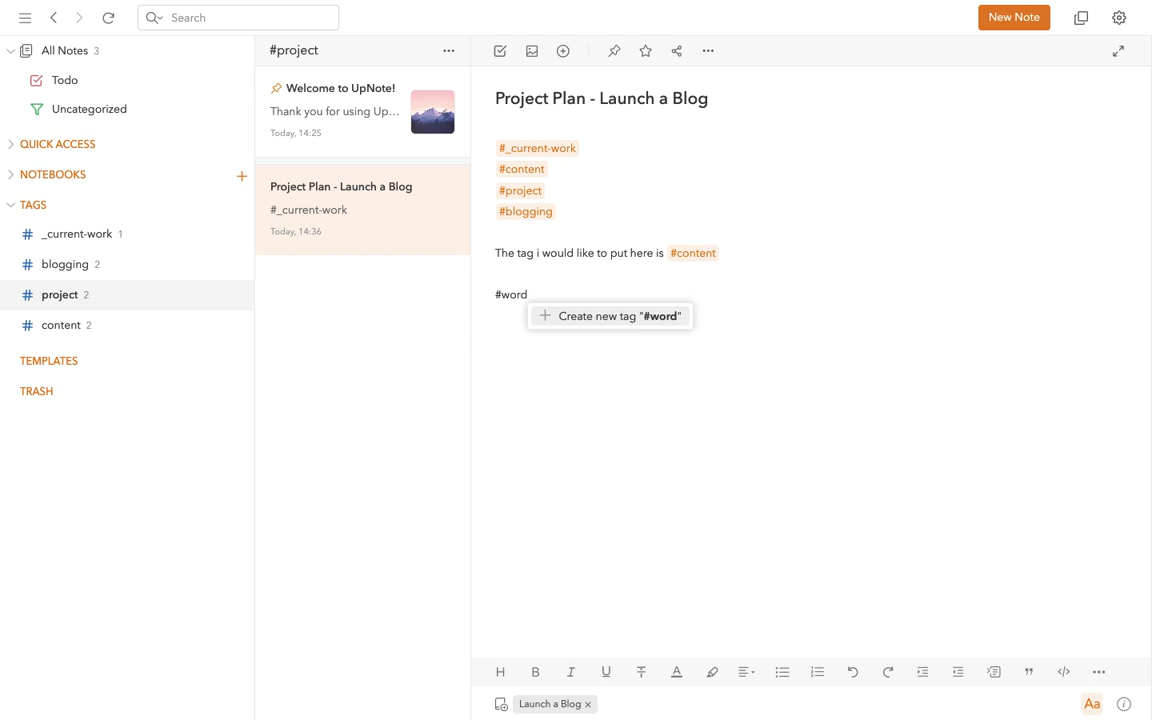 Search
New Note
All Notes 3
Todo
Uncategorized
QUICK ACCESS
NOTEBOOKS
TAGS
# _current-work 1
# blogging 2
# project 2
# content 2
TEMPLATES
TRASH
#project
Welcome to UpNote!
Thank you for using Up...
Today, 14:25
Project Plan - Launch a Blog
#_current-work
Today, 14:36
Project Plan - Launch a Blog
#_current-work
#content
#project
#blogging
The tag i would like to put here is #content
#word
Create new tag "#word"
H B I U T A
Launch a Blog ×
Aa